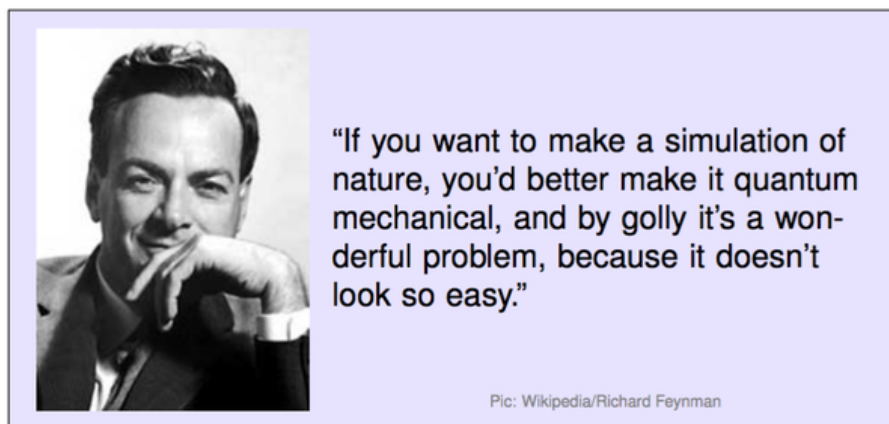 “If you want to make a simulation of
nature, you’d better make it quantum
mechanical, and by golly it’s a won-
derful problem, because it doesn’t
look so easy.”
Pic: Wikipedia/Richard Feynman